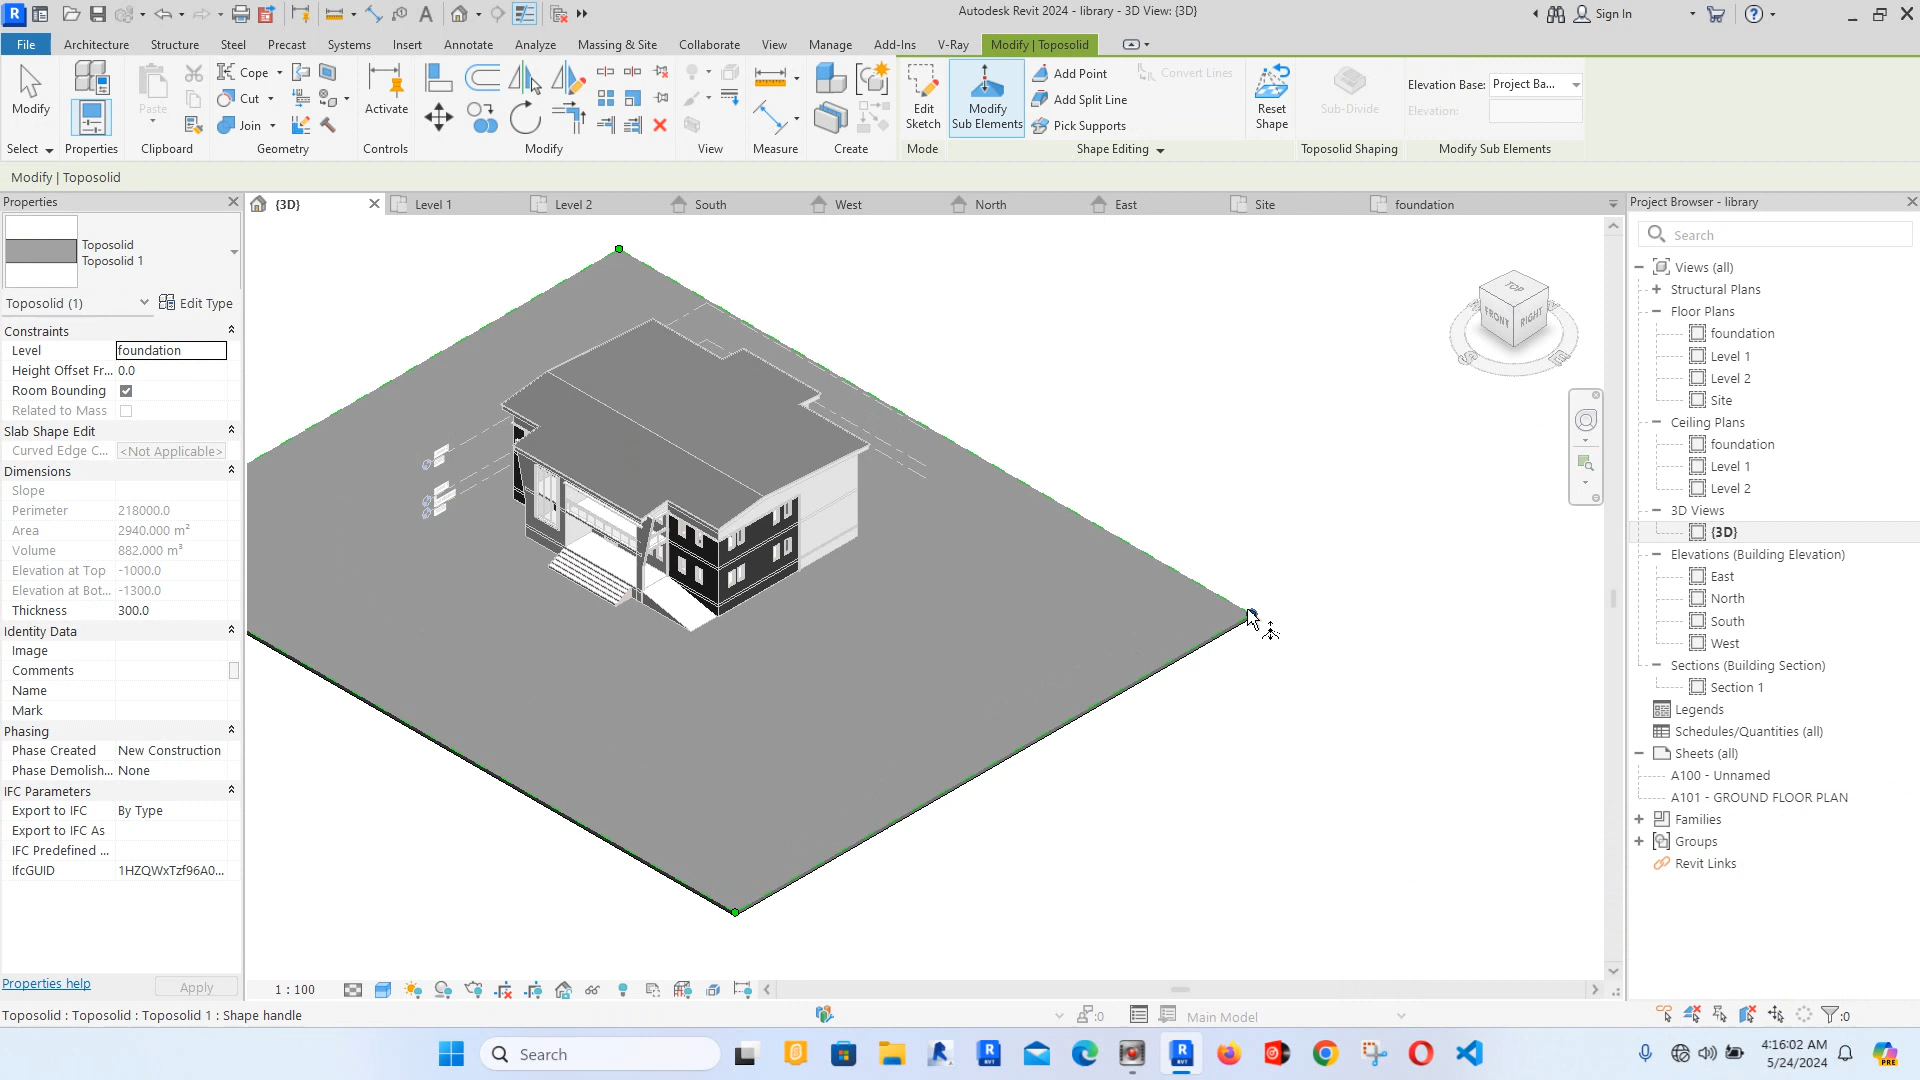 Autodesk Revit 2024 - library - 3D View: {3D}
Sign In
File Architecture Structure Steel Precast Systems Insert Annotate Analyze Massing & Site Collaborate View Manage Add-Ins V-Ray Modify | Toposolid
Modify
Select
Properties
Paste
Clipboard
Cope
Cut
Join
Geometry
Activate
Controls
Modify
View
Measure
Create
Edit
Sketch
Mode
Modify
Sub Elements
Add Point
Add Split Line
Pick Supports
Convert Lines
Shape Editing
Reset
Shape
Sub-Divide
Toposolid Shaping
Elevation Base: Project Ba...
Elevation:
Modify Sub Elements
Modify | Toposolid
Properties
Toposolid
Toposolid 1
Toposolid (1)
Edit Type
Constraints
Level foundation
Height Offset Fr... 0.0
Room Bounding
Related to Mass
Slab Shape Edit
Curved Edge C... <Not Applicable>
Dimensions
Slope
Perimeter 218000.0
Area 2940.000 m²
Volume 882.000 m³
Elevation at Top -1000.0
Elevation at Bot... -1300.0
Thickness 300.0
Identity Data
Image
Comments
Name
Mark
Phasing
Phase Created New Construction
Phase Demolish... None
IFC Parameters
Export to IFC By Type
Export to IFC As
IFC Predefined ...
IfcGUID 1HZQWxTzf96A0...
Properties help
Apply
{3D} Level 1 Level 2 South West North East Site foundation
TOP
FRONT
RIGHT
S
E
1 : 100
Project Browser - library
Search
Views (all)
Structural Plans
Floor Plans
foundation
Level 1
Level 2
Site
Ceiling Plans
foundation
Level 1
Level 2
3D Views
{3D}
Elevations (Building Elevation)
East
North
South
West
Sections (Building Section)
Section 1
Legends
Schedules/Quantities (all)
Sheets (all)
A100 - Unnamed
A101 - GROUND FLOOR PLAN
Families
Groups
Revit Links
Toposolid : Toposolid : Toposolid 1 : Shape handle
:0
Main Model
:0
Search
4:16:02 AM
5/24/2024